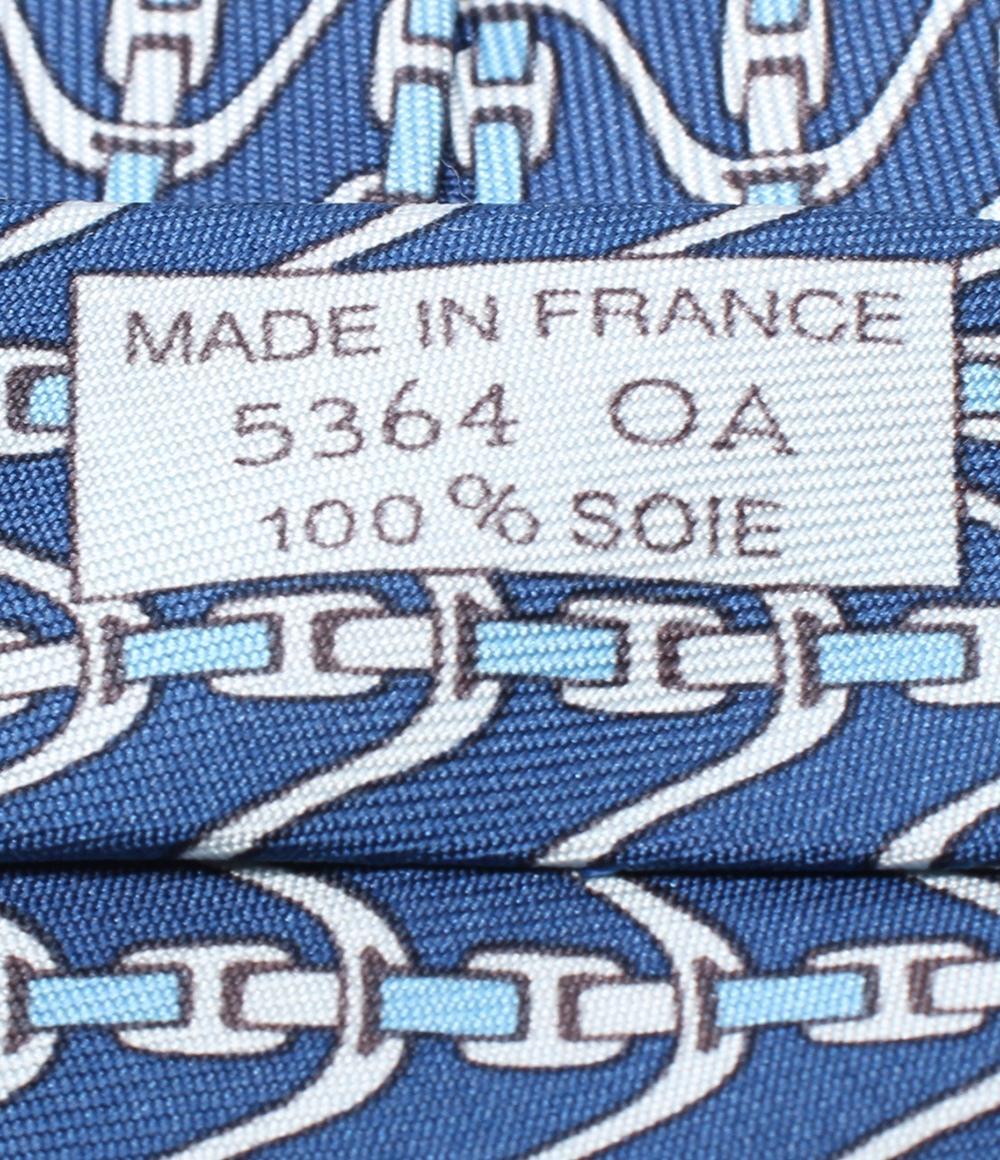 MADE IN FRANCE
5364 OA
100% SOIE